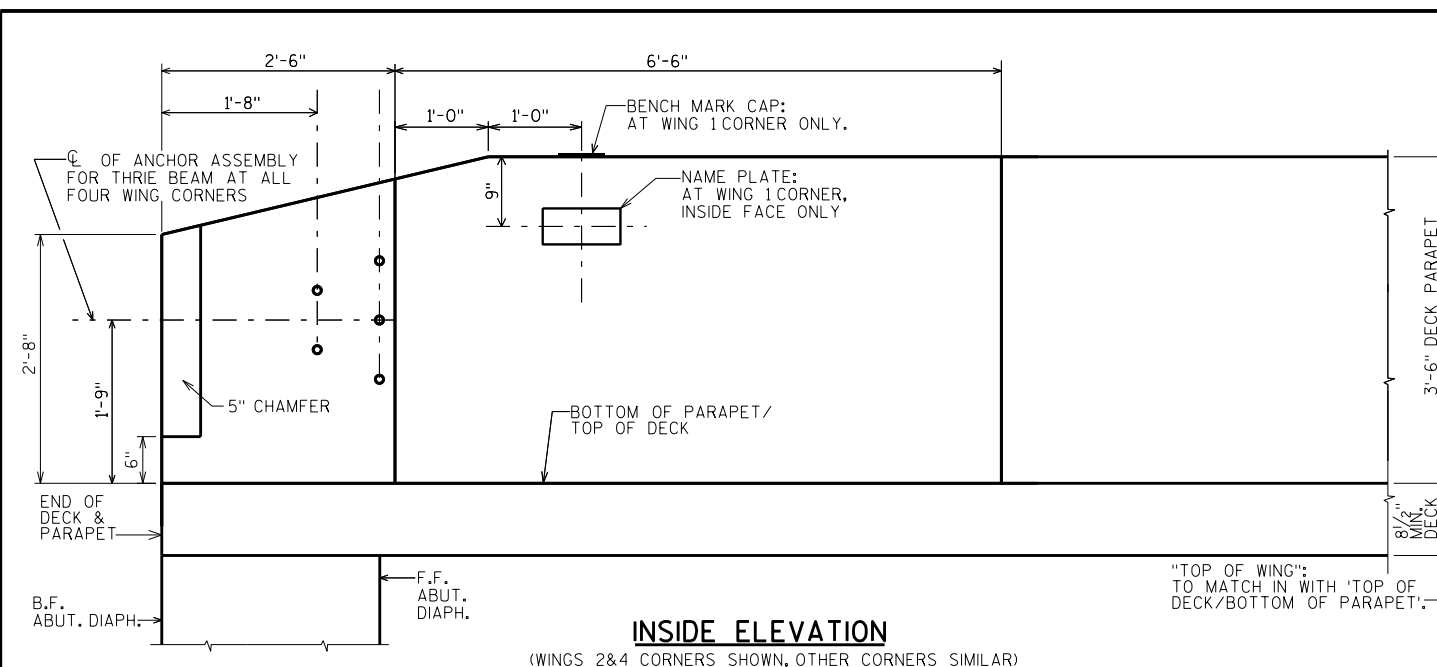 2'-6"
6'-6"
1'-8"
1'-0"
1'-0"
BENCH MARK CAP:
AT WING 1 CORNER ONLY.
℄ OF ANCHOR ASSEMBLY
FOR THRIE BEAM AT ALL
FOUR WING CORNERS
9"
NAME PLATE:
AT WING 1 CORNER,
INSIDE FACE ONLY
3'-6" DECK PARAPET
2'-8"
1'-9"
5" CHAMFER
6"
BOTTOM OF PARAPET/
TOP OF DECK
END OF
DECK &
PARAPET
8½"
MIN.
DECK
B.F.
ABUT. DIAPH.
F.F.
ABUT.
DIAPH.
"TOP OF WING":
TO MATCH IN WITH 'TOP OF
DECK/BOTTOM OF PARAPET'.
INSIDE ELEVATION
(WINGS 2&4 CORNERS SHOWN, OTHER CORNERS SIMILAR)